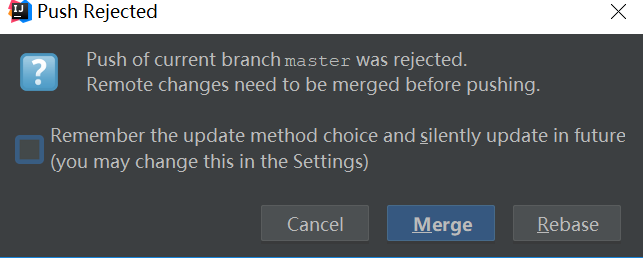 Push Rejected
Push of current branch master was rejected.
Remote changes need to be merged before pushing.
Remember the update method choice and silently update in future
(you may change this in the Settings)
Cancel
Merge
Rebase